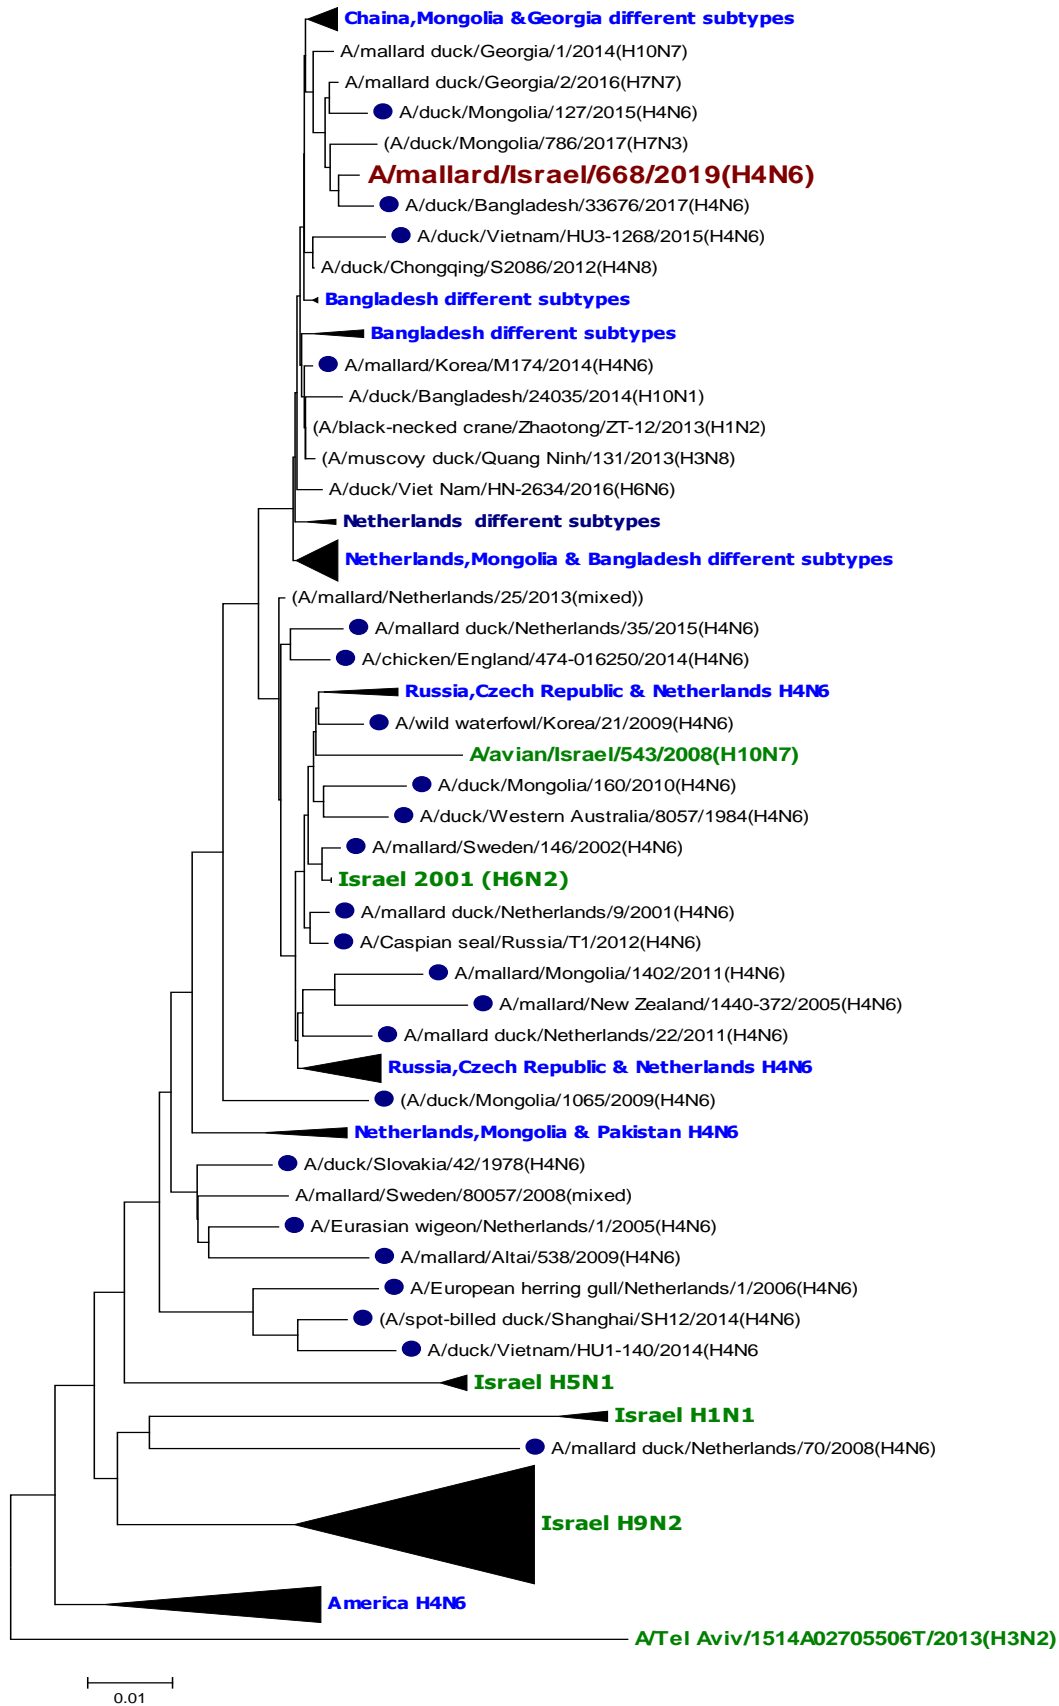 Chaina,Mongolia &Georgia different subtypes
A/mallard duck/Georgia/1/2014(H10N7)
A/mallard duck/Georgia/2/2016(H7N7)
A/duck/Mongolia/127/2015(H4N6)
(A/duck/Mongolia/786/2017(H7N3)
A/mallard/Israel/668/2019(H4N6)
A/duck/Bangladesh/33676/2017(H4N6)
A/duck/Vietnam/HU3-1268/2015(H4N6)
A/duck/Chongqing/S2086/2012(H4N8)
Bangladesh different subtypes
Bangladesh different subtypes
A/mallard/Korea/M174/2014(H4N6)
A/duck/Bangladesh/24035/2014(H10N1)
(A/black-necked crane/Zhaotong/ZT-12/2013(H1N2)
(A/muscovy duck/Quang Ninh/131/2013(H3N8)
A/duck/Viet Nam/HN-2634/2016(H6N6)
Netherlands different subtypes
Netherlands,Mongolia & Bangladesh different subtypes
(A/mallard/Netherlands/25/2013(mixed))
A/mallard duck/Netherlands/35/2015(H4N6)
A/chicken/England/474-016250/2014(H4N6)
Russia,Czech Republic & Netherlands H4N6
A/wild waterfowl/Korea/21/2009(H4N6)
A/avian/Israel/543/2008(H10N7)
A/duck/Mongolia/160/2010(H4N6)
A/duck/Western Australia/8057/1984(H4N6)
A/mallard/Sweden/146/2002(H4N6)
Israel 2001 (H6N2)
A/mallard duck/Netherlands/9/2001(H4N6)
A/Caspian seal/Russia/T1/2012(H4N6)
A/mallard/Mongolia/1402/2011(H4N6)
A/mallard/New Zealand/1440-372/2005(H4N6)
A/mallard duck/Netherlands/22/2011(H4N6)
Russia,Czech Republic & Netherlands H4N6
(A/duck/Mongolia/1065/2009(H4N6)
Netherlands,Mongolia & Pakistan H4N6
A/duck/Slovakia/42/1978(H4N6)
A/mallard/Sweden/80057/2008(mixed)
A/Eurasian wigeon/Netherlands/1/2005(H4N6)
A/mallard/Altai/538/2009(H4N6)
A/European herring gull/Netherlands/1/2006(H4N6)
(A/spot-billed duck/Shanghai/SH12/2014(H4N6)
A/duck/Vietnam/HU1-140/2014(H4N6
Israel H5N1
Israel H1N1
A/mallard duck/Netherlands/70/2008(H4N6)
Israel H9N2
America H4N6
A/Tel Aviv/1514A02705506T/2013(H3N2)
0.01